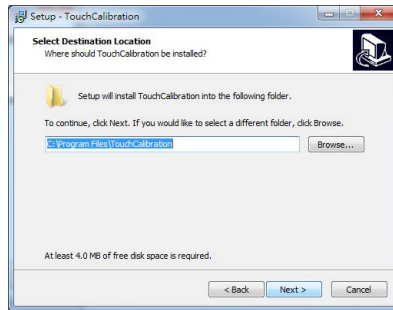 Setup - TouchCalibration
Select Destination Location
Where should TouchCalibration be installed?
Setup will install TouchCalibration into the following folder.
To continue, click Next. If you would like to select a different folder, click Browse.
C:\Program Files\TouchCalibration
Browse...
At least 4.0 MB of free disk space is required.
< Back
Next >
Cancel